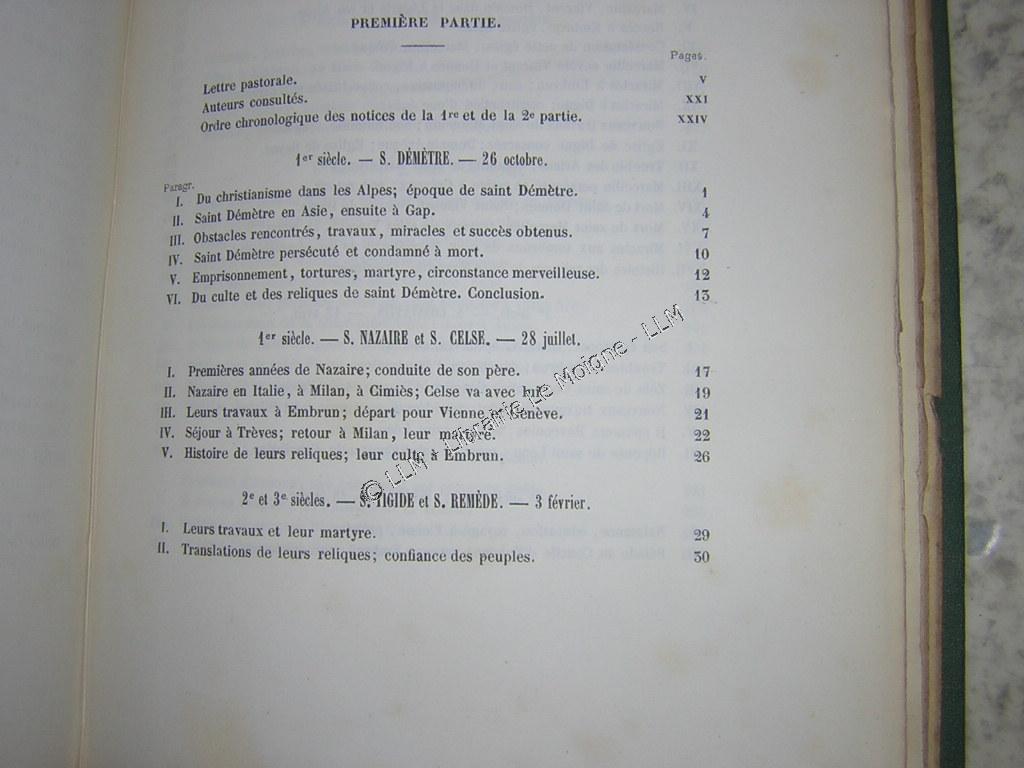 PREMIÈRE PARTIE.
Pages.
Lettre pastorale. V
Auteurs consultés. XXI
Ordre chronologique des notices de la 1re et de la 2e partie. XXIV
1er siècle. — S. DÉMÈTRE. — 26 octobre.
Paragr.
I. Du christianisme dans les Alpes; époque de saint Démètre. 1
II. Saint Démètre en Asie, ensuite à Gap. 4
III. Obstacles rencontrés, travaux, miracles et succès obtenus. 7
IV. Saint Démètre persécuté et condamné à mort. 10
V. Emprisonnement, tortures, martyre, circonstance merveilleuse. 12
VI. Du culte et des reliques de saint Démètre. Conclusion. 13
1er siècle. — S. NAZAIRE et S. CELSE. — 28 juillet.
I. Premières années de Nazaire; conduite de son père. 17
II. Nazaire en Italie, à Milan, à Cimiès; Celse va avec lui. 19
III. Leurs travaux à Embrun; départ pour Vienne et Genève. 21
IV. Séjour à Trèves; retour à Milan, leur martyre. 22
V. Histoire de leurs reliques; leur culte à Embrun. 26
2e et 3e siècles. — S. TIGIDE et S. REMÈDE. — 3 février.
I. Leurs travaux et leur martyre. 29
II. Translations de leurs reliques; confiance des peuples. 30
© LLM - Librairie Le Moigne - LLM